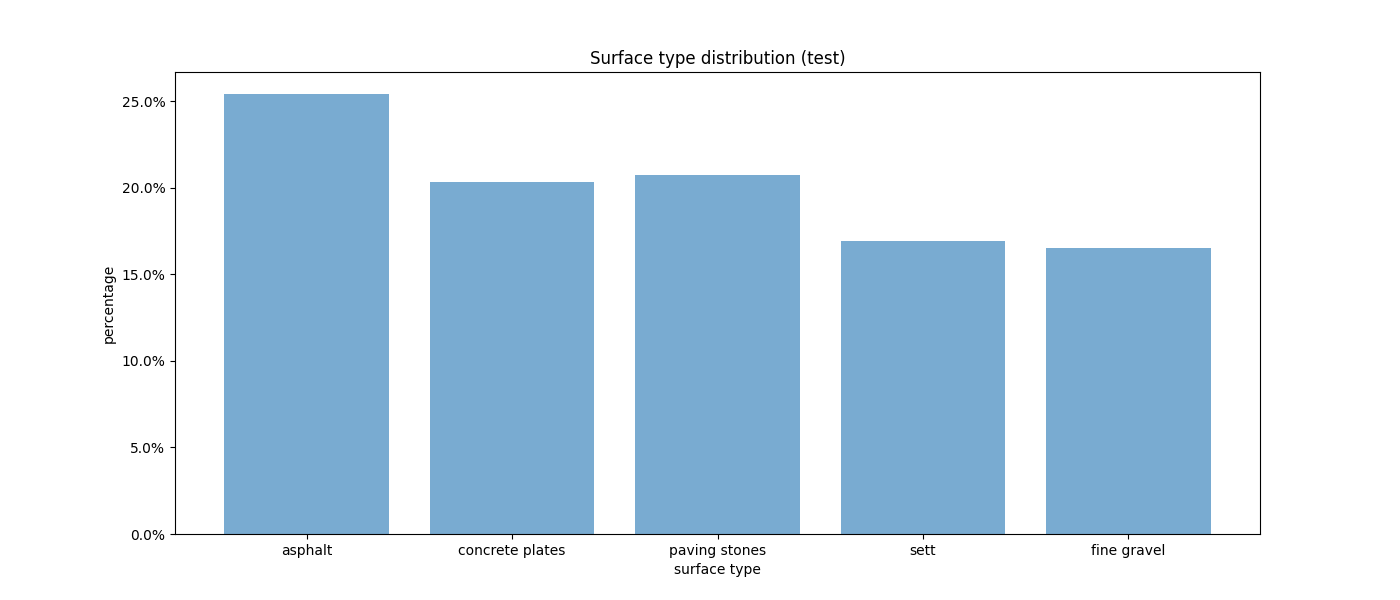 Surface type distribution (test)
25.0%
20.0%
15.0%
10.0%
5.0%
0.0%
percentage
asphalt concrete plates paving stones sett fine gravel
surface type